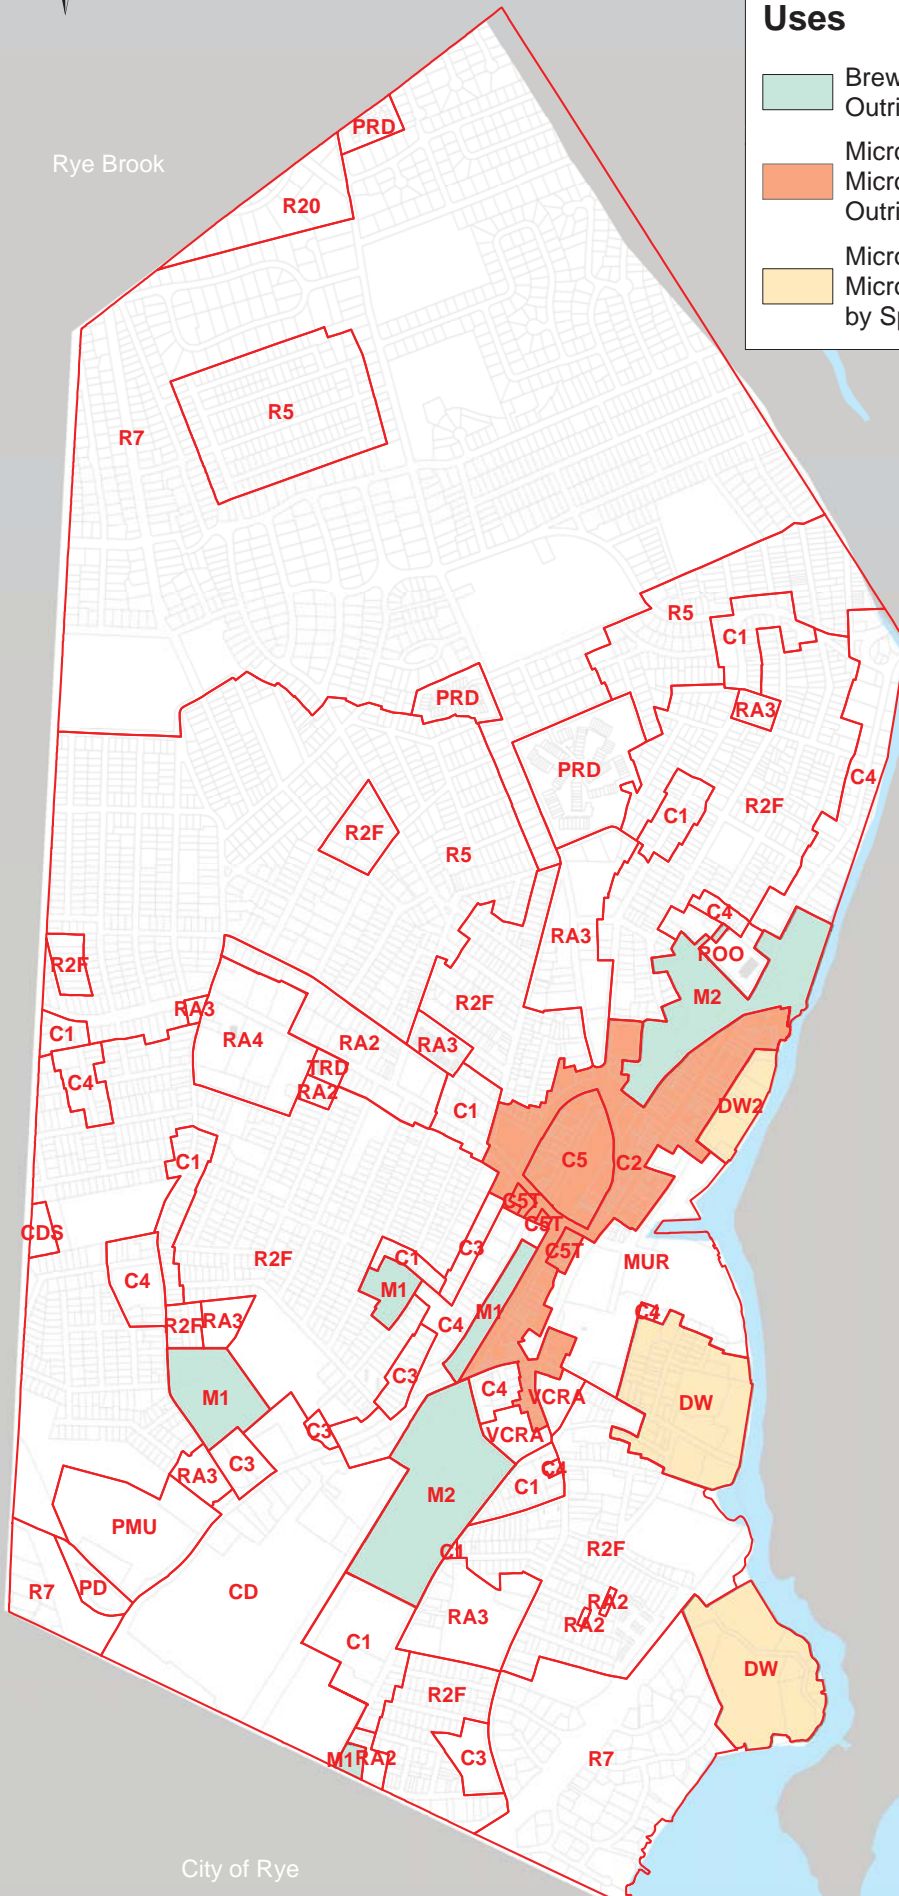 Uses
Brew
Outri
Micro
Micro
Outri
Micro
Micro
by Sp
Rye Brook
PRD
R20
R5
R7
R5
C1
PRD
RA3
PRD
C4
R2F
C1
R2F
R5
C4
RA3
ROO
R2F
M2
R2F
RA3
C1
RA4
RA2
RA3
TRD
C4
RA2
DW2
C1
C5
C2
C1
C5T
C5T
CDS
C3
C5T
R2F
C1
MUR
C4
M1
M1
C4
R2F
RA3
C4
C3
C4
VCRA
M1
DW
C3
VCRA
C3
C4
RA3
C1
M2
PMU
C1
R2F
R7
PD
CD
RA2
RA3
RA2
C1
DW
R2F
M1
RA2
C3
R7
City of Rye